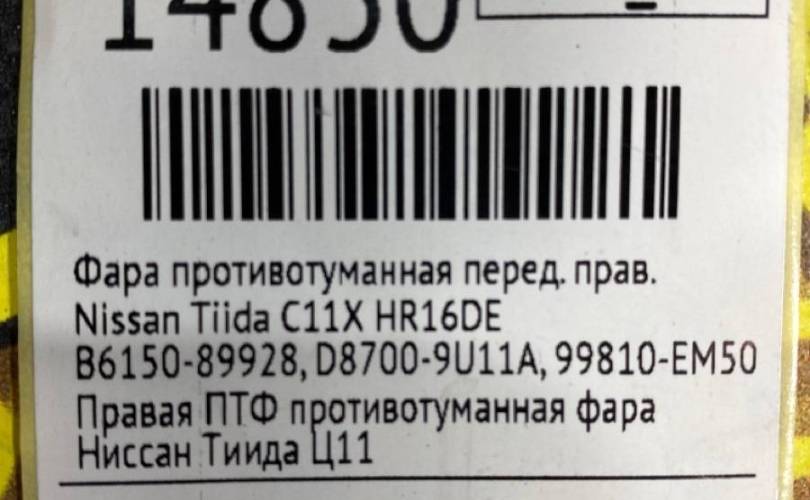 14850
Фара противотуманная перед. прав.
Nissan Tiida C11X HR16DE
B6150-89928, D8700-9U11A, 99810-EM50
Правая ПТФ противотуманная фара
Ниссан Тиида Ц11